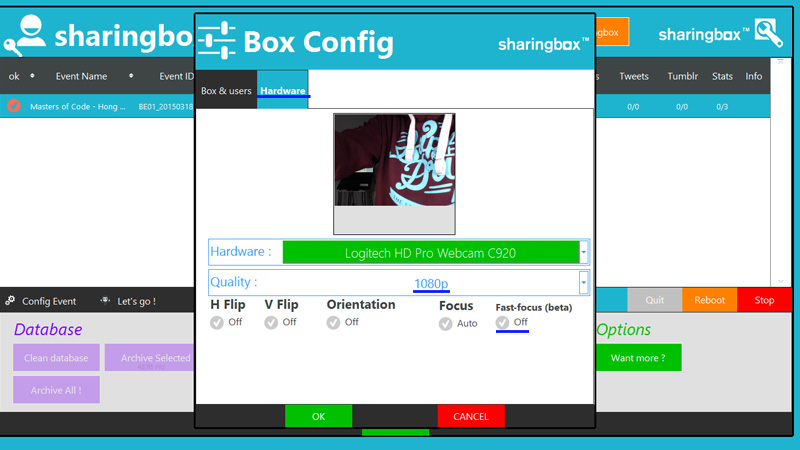 sharingbo
Box Config
sharingbox™
gbox
sharingbox™
ok
Event Name
Event ID
s
Tweets
Tumblr
Stats
Info
Box & users
Hardware
Masters of Code - Hong ...
BE01_20150318
0/0
0/0
0/3
Hardware :
Logitech HD Pro Webcam C920
Quality :
1080p
H Flip
V Flip
Orientation
Focus
Fast-focus (beta)
Off
Off
Off
Auto
Off
Config Event
Let's go !
Quit
Reboot
Stop
Database
Options
Clean database
Archive Selected
Want more ?
Archive All !
OK
CANCEL